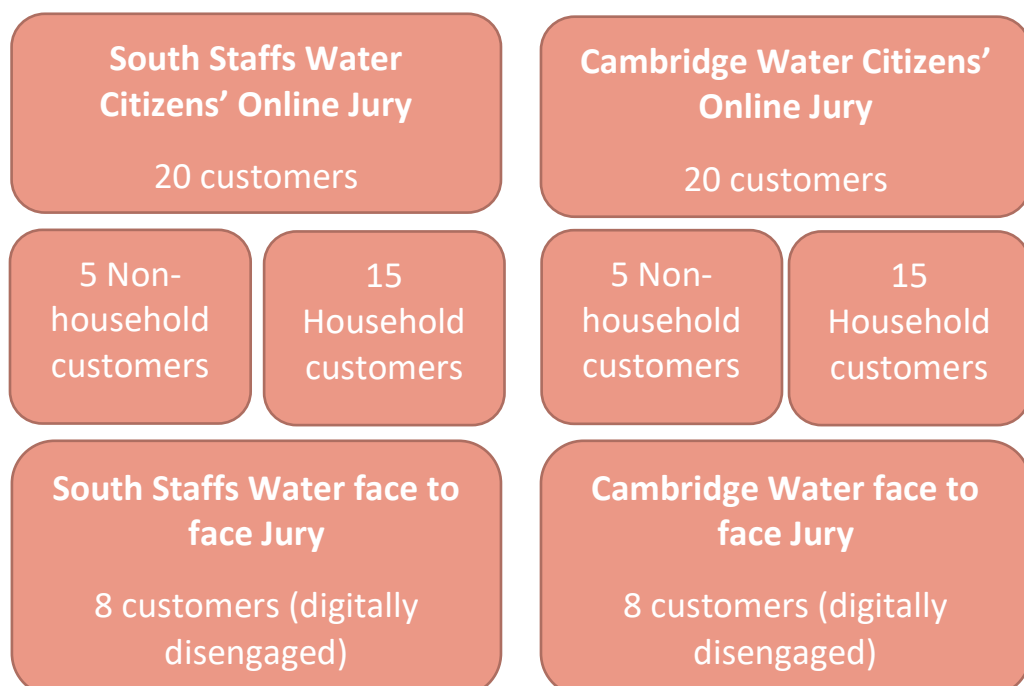 South Staffs Water
Citizens’ Online Jury
20 customers
5 Non-
household
customers
15
Household
customers
South Staffs Water face to
face Jury
8 customers (digitally
disengaged)
Cambridge Water Citizens’
Online Jury
20 customers
5 Non-
household
customers
15
Household
customers
Cambridge Water face to
face Jury
8 customers (digitally
disengaged)